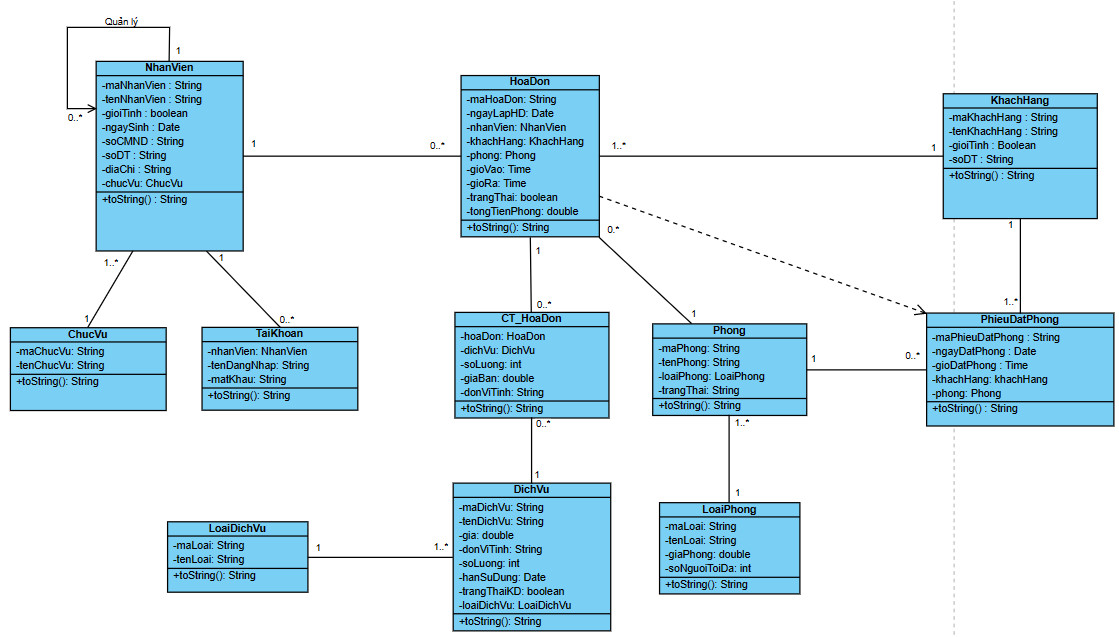 Quản lý
1
0..*
NhanVien
-maNhanVien : String
-tenNhanVien : String
-gioiTinh : boolean
-ngaySinh : Date
-soCMND : String
-soDT : String
-diaChi : String
-chucVu: ChucVu
+toString() : String
1
0..*
HoaDon
-maHoaDon: String
-ngayLapHD: Date
-nhanVien: NhanVien
-khachHang: KhachHang
-phong: Phong
-gioVao: Time
-gioRa: Time
-trangThai: boolean
-tongTienPhong: double
+toString(): String
1..*
1
KhachHang
-maKhachHang : String
-tenKhachHang : String
-gioiTinh : Boolean
-soDT : String
+toString() : String
1
1..*
1..*
1
1
0..*
1
0..*
0.*
1
ChucVu
-maChucVu: String
-tenChucVu: String
+toString(): String
TaiKhoan
-nhanVien: NhanVien
-tenDangNhap: String
-matKhau: String
+toString(): String
CT_HoaDon
-hoaDon: HoaDon
-dichVu: DichVu
-soLuong: int
-giaBan: double
-donViTinh: String
+toString(): String
Phong
-maPhong: String
-tenPhong: String
-loaiPhong: LoaiPhong
-trangThai: String
+toString(): String
1
0..*
PhieuDatPhong
-maPhieuDatPhong : String
-ngayDatPhong : Date
-gioDatPhong : Time
-khachHang: khachHang
-phong: Phong
+toString() : String
0..*
1
1..*
1
LoaiDichVu
-maLoai: String
-tenLoai: String
+toString(): String
1
1..*
DichVu
-maDichVu: String
-tenDichVu: String
-gia: double
-donViTinh: String
-soLuong: int
-hanSuDung: Date
-trangThaiKD: boolean
-loaiDichVu: LoaiDichVu
+toString(): String
LoaiPhong
-maLoai: String
-tenLoai: String
-giaPhong: double
-soNguoiToiDa: int
+toString(): String